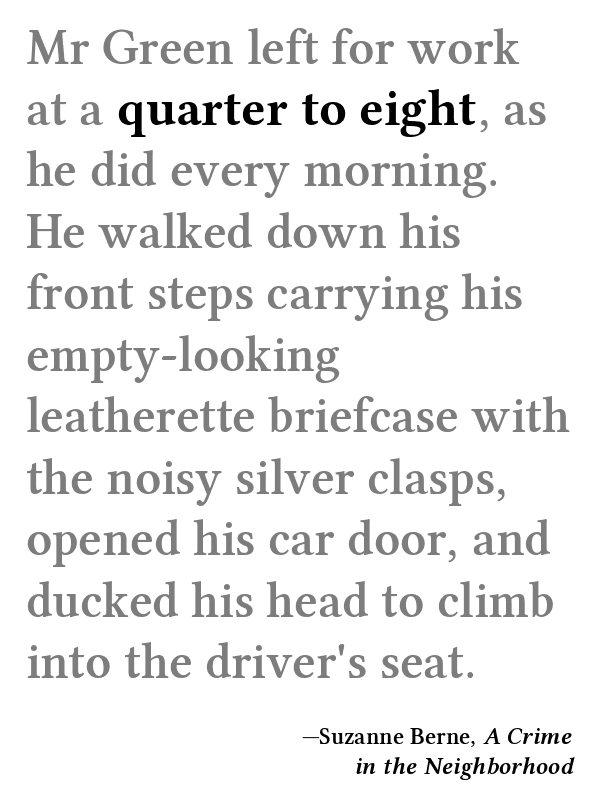 Mr Green left for work
at a quarter to eight, as
he did every morning.
He walked down his
front steps carrying his
empty-looking
leatherette briefcase with
the noisy silver clasps,
opened his car door, and
ducked his head to climb
into the driver's seat.
—Suzanne Berne, A Crime
in the Neighborhood